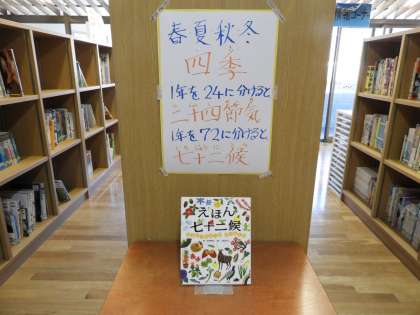 春夏秋冬
四季
1年を24に分けると
二十四節気
1年を72に分けると
七十二候
えほん
七十二候